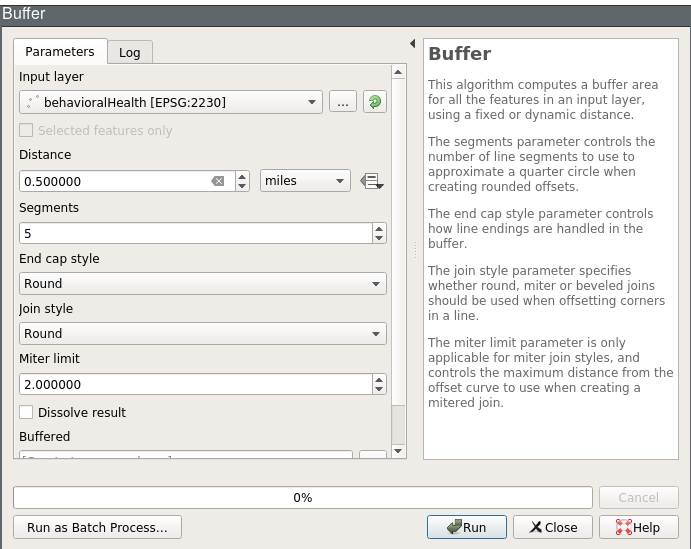 Buffer
Parameters
Log
Input layer
behavioralHealth [EPSG:2230]
...
Selected features only
Distance
0.500000
miles
Segments
5
End cap style
Round
Join style
Round
Miter limit
2.000000
Dissolve result
Buffered
Buffer
This algorithm computes a buffer area
for all the features in an input layer,
using a fixed or dynamic distance.
The segments parameter controls the
number of line segments to use to
approximate a quarter circle when
creating rounded offsets.
The end cap style parameter controls
how line endings are handled in the
buffer.
The join style parameter specifies
whether round, miter or beveled joins
should be used when offsetting corners
in a line.
The miter limit parameter is only
applicable for miter join styles, and
controls the maximum distance from the
offset curve to use when creating a
mitered join.
0%
Cancel
Run as Batch Process...
Run
Close
Help